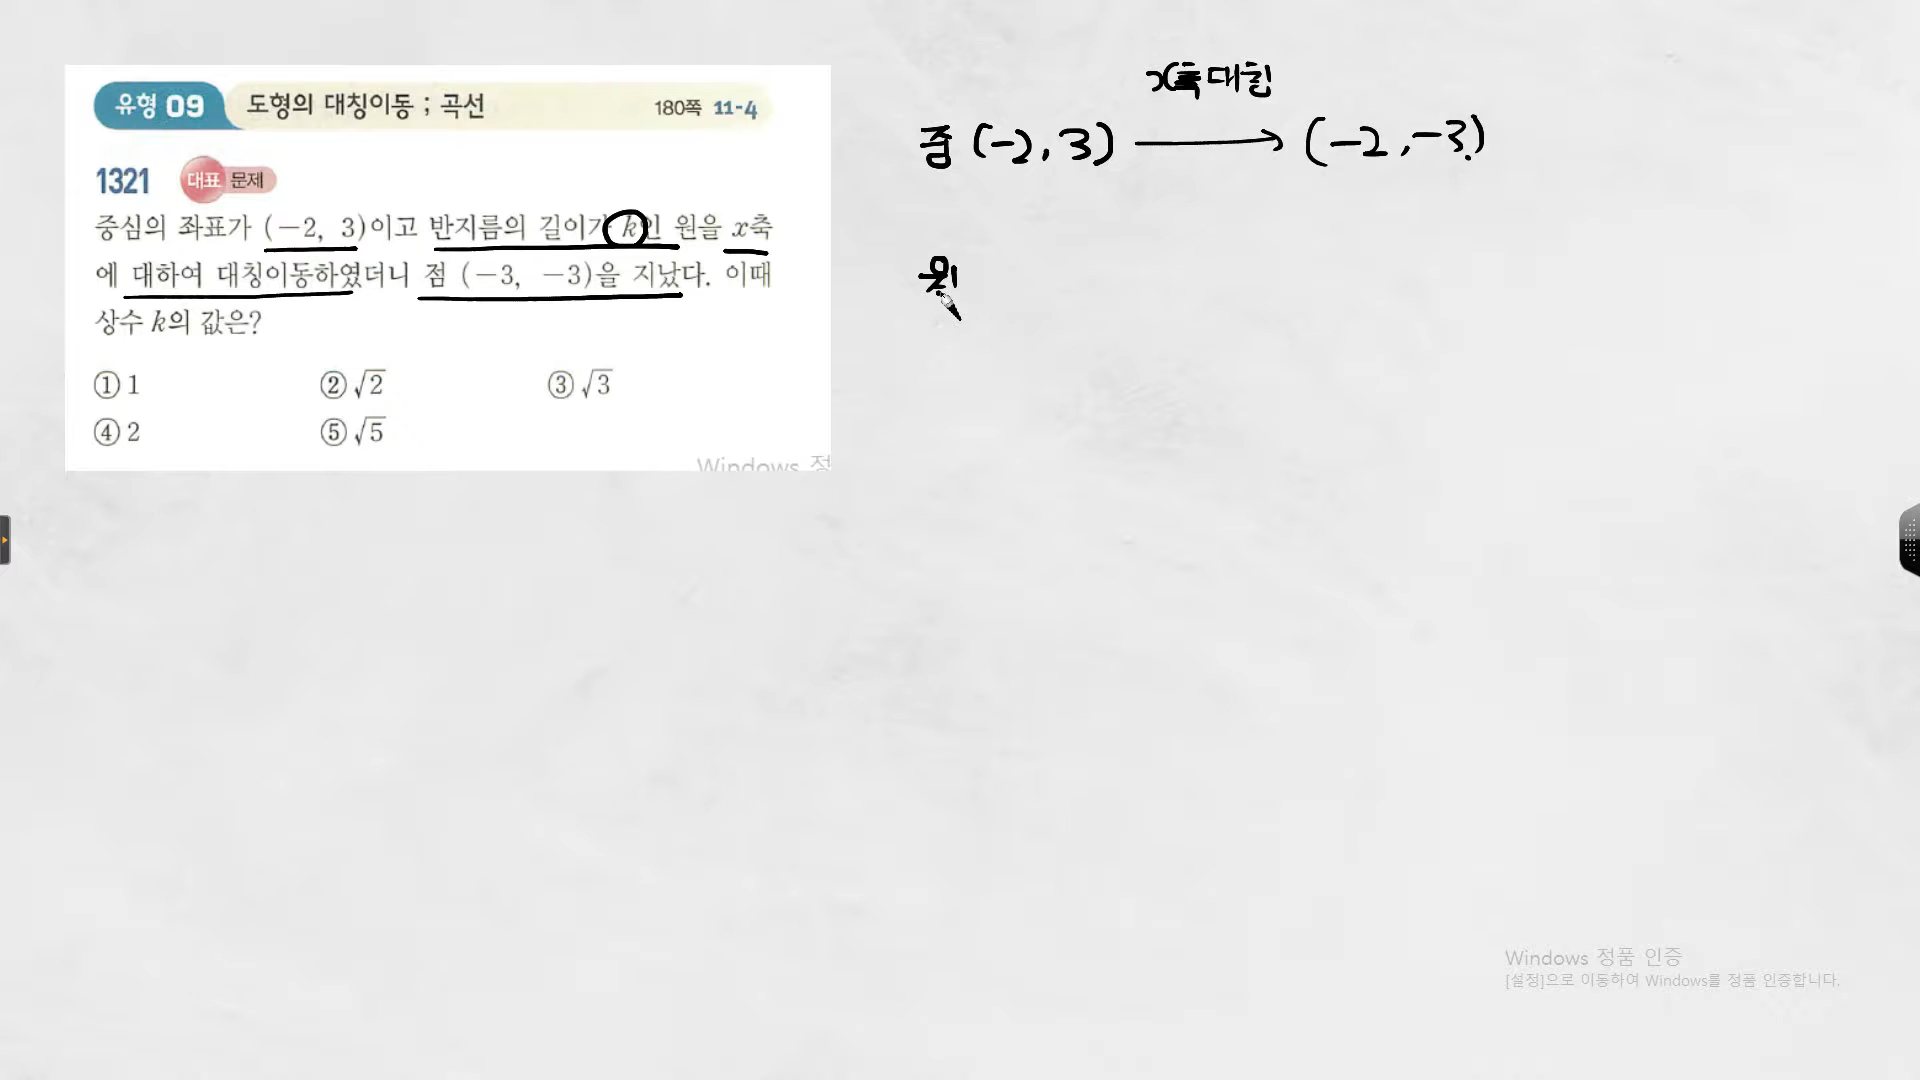 유형 09 도형의 대칭이동 ; 곡선 180쪽 11-4
1321 대표 문제
중심의 좌표가 (-2, 3)이고 반지름의 길이가 k인 원을 x축
에 대하여 대칭이동하였더니 점 (-3, -3)을 지났다. 이때
상수 k의 값은?
① 1 ② √2 ③ √3
④ 2 ⑤ √5
Windows 정
x축 대칭
(-2, 3) → (-2, -3)
원
Windows 정품 인증
[설정]으로 이동하여 Windows를 정품 인증합니다.